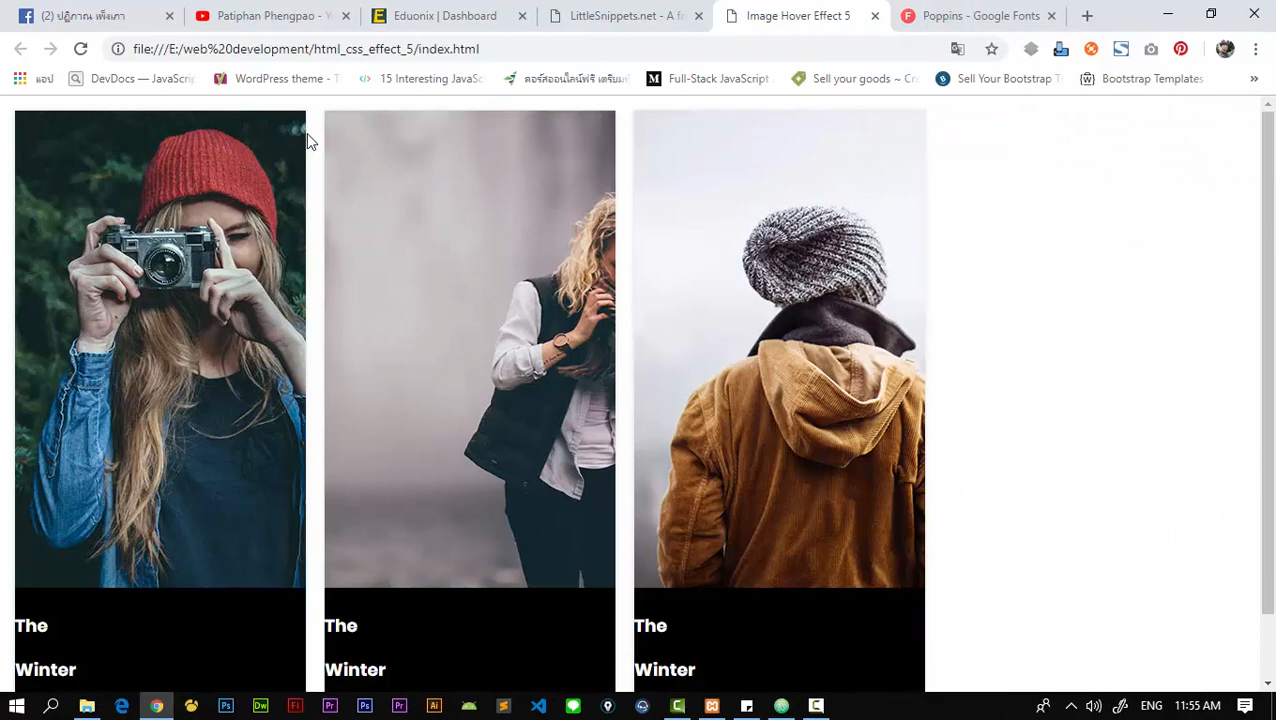 (2) ปฏิภาณ เพ็งเภา
Patiphan Phengpao - Y
Eduonix | Dashboard
LittleSnippets.net - A f
Image Hover Effect 5
Poppins - Google Fonts
file:///E:/web%20development/html_css_effect_5/index.html
แอป
DevDocs — JavaScrip
WordPress theme - T
15 Interesting JavaSc
คอร์สออนไลน์ฟรี เตรียมตั
Full-Stack JavaScript
Sell your goods ~ Cre
Sell Your Bootstrap T
Bootstrap Templates
The
Winter
The
Winter
The
Winter
ENG
11:55 AM